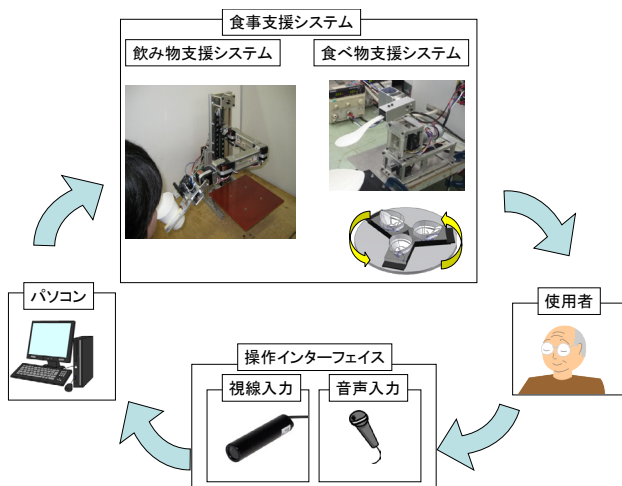 食事支援システム
飲み物支援システム
食べ物支援システム
パソコン
使用者
操作インターフェイス
視線入力
音声入力